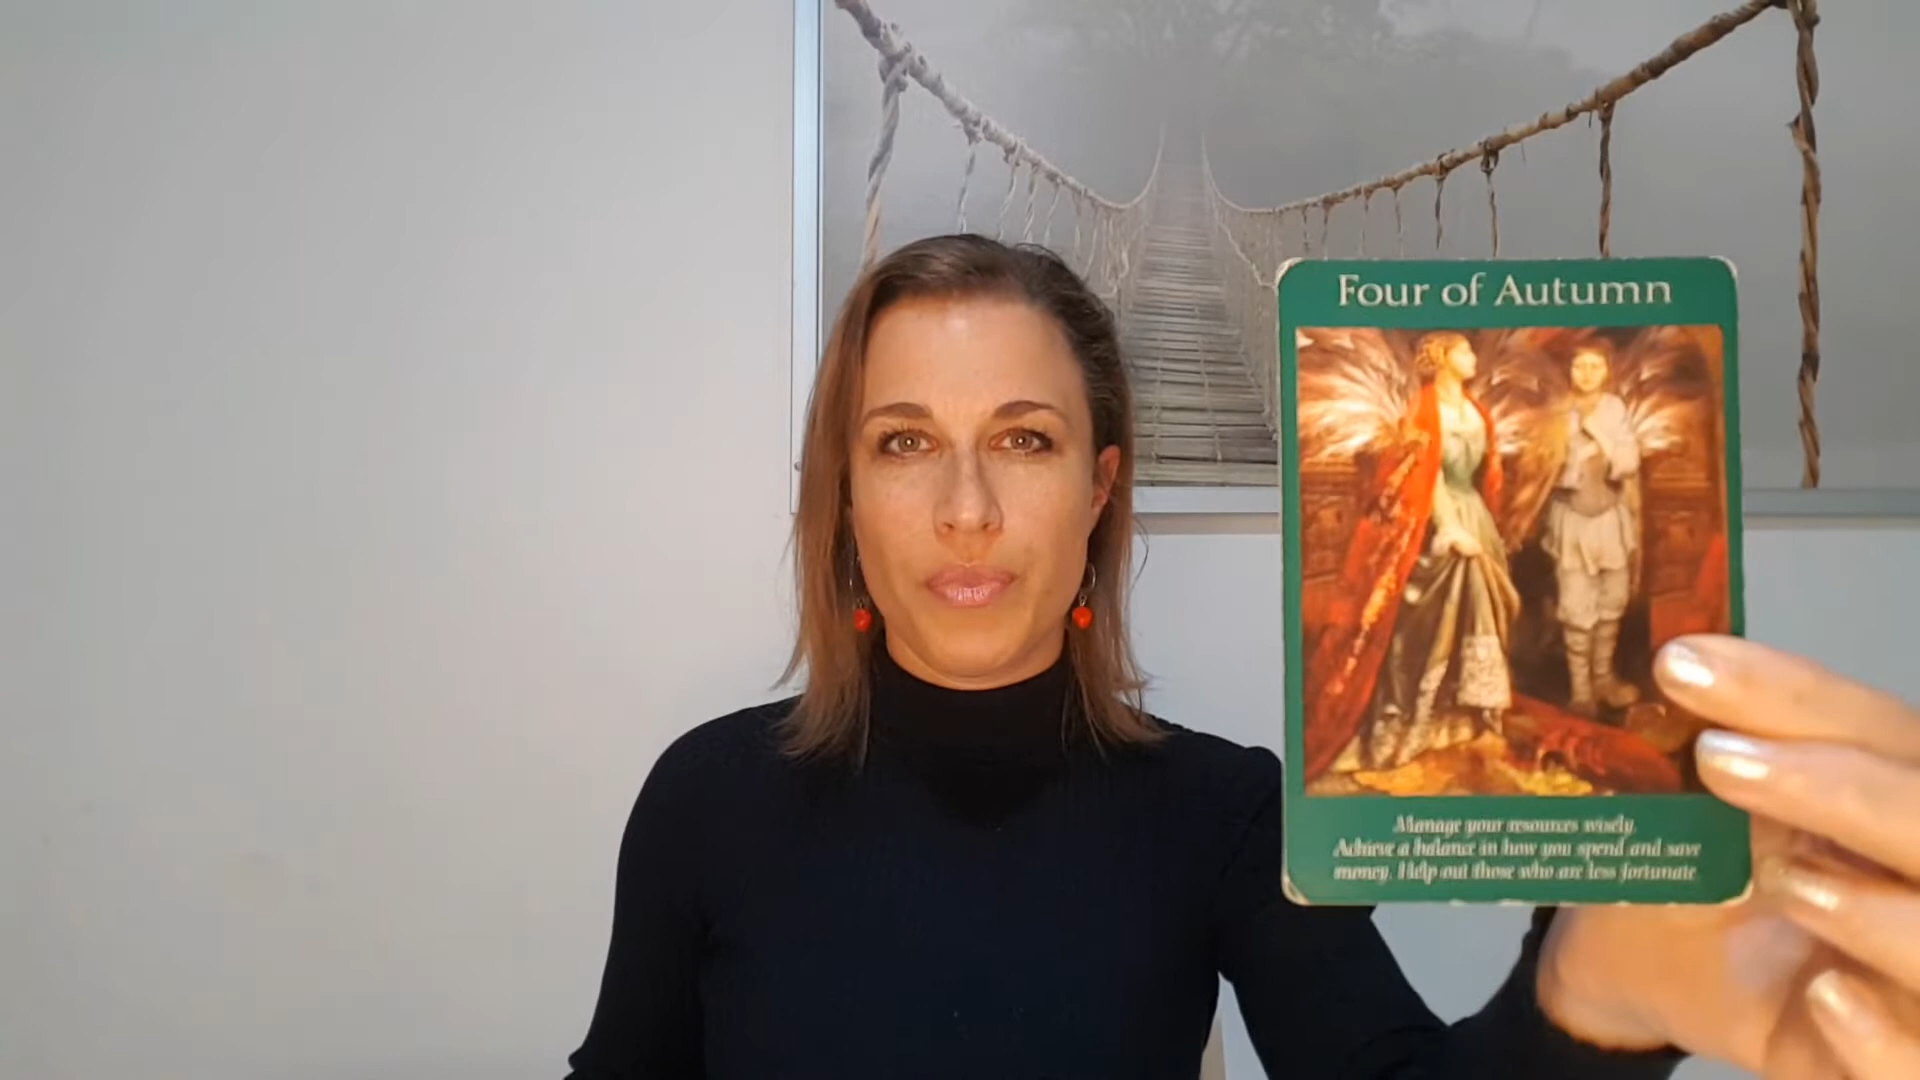 Four of Autumn
Manage your resources wisely.
Achieve a balance in how you spend and save
money. Help out those who are less fortunate